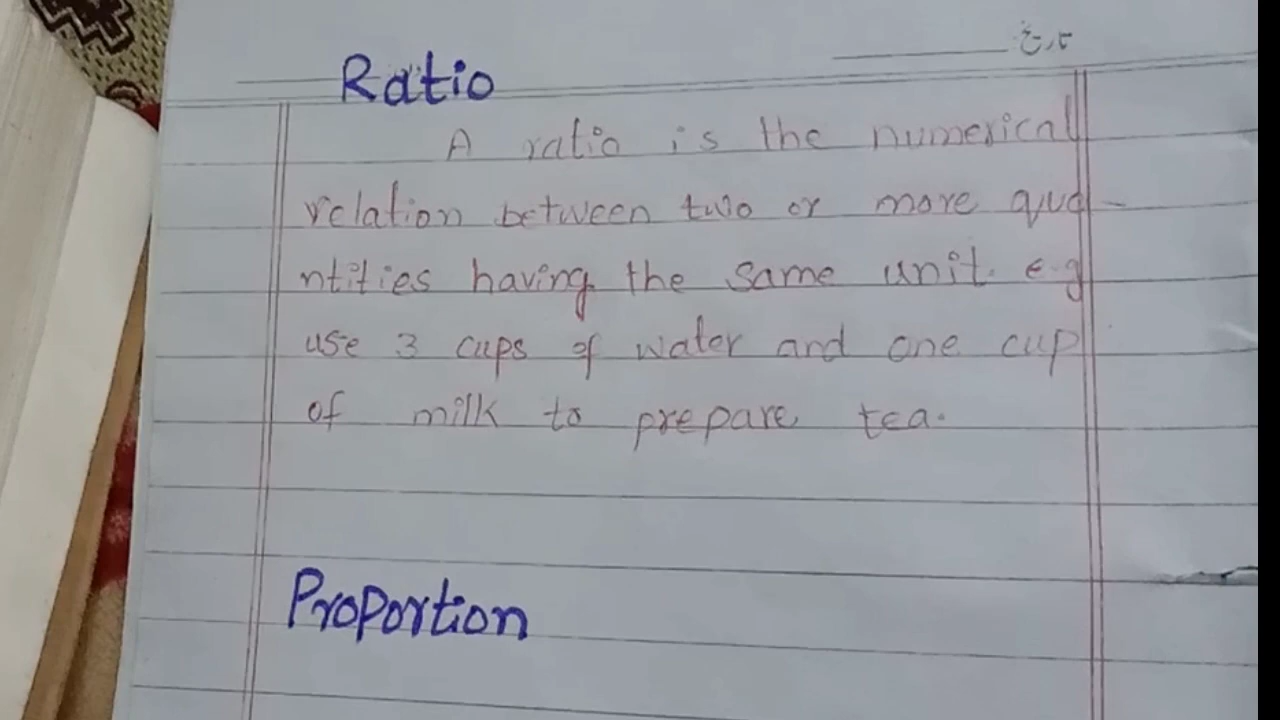 Ratio
A ratio is the numerical
relation between two or more qua-
ntities having the same unit. e.g
use 3 cups of water and one cup
of milk to prepare tea.
Proportion